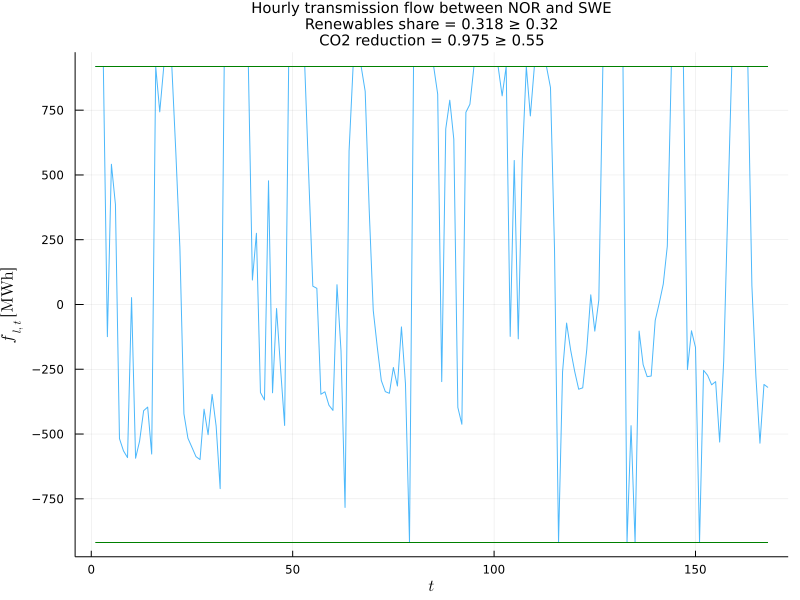 Hourly transmission flow between NOR and SWE
Renewables share = 0.318 ≥ 0.32
CO2 reduction = 0.975 ≥ 0.55
750
500
250
0
−250
−500
−750
f_{l,t} [MWh]
0
50
100
150
t